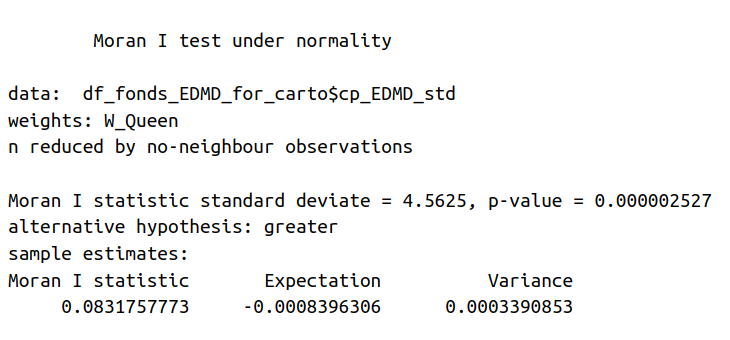 Moran I test under normality
data:  df_fonds_EDMD_for_carto$cp_EDMD_std
weights: W_Queen
n reduced by no-neighbour observations
Moran I statistic standard deviate = 4.5625, p-value = 0.000002527
alternative hypothesis: greater
sample estimates:
Moran I statistic       Expectation          Variance
     0.0831757773     -0.0008396306      0.0003390853